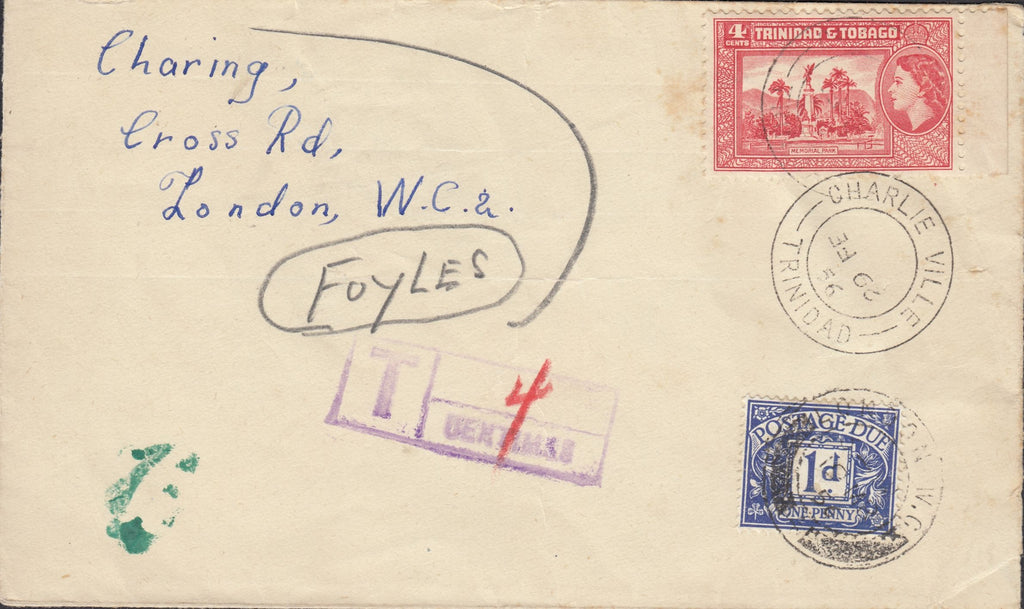 Charing,
Cross Rd,
London, W.C.2.
FOYLES
4
CENTS
TRINIDAD & TOBAGO
MEMORIAL PARK
CHARLIE VILLE
29 FE
56
TRINIDAD
T
4
CENTIMES
POSTAGE DUE
1d
ONE PENNY
W.C.